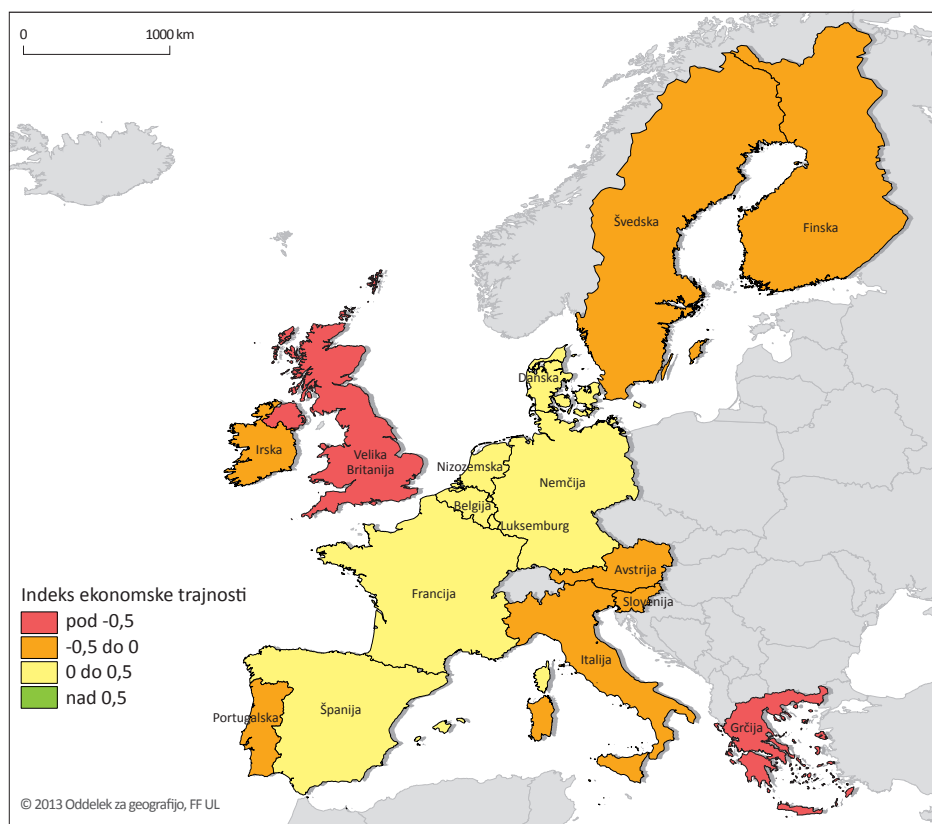 0
1000 km
Švedska
Finska
Danska
Irska
Velika
Britanija
Nizozemska
Nemčija
Belgija
Luksemburg
Avstrija
Francija
Slovenija
Italija
Portugalska
Španija
Grčija
Indeks ekonomske trajnosti
pod -0,5
-0,5 do 0
0 do 0,5
nad 0,5
© 2013 Oddelek za geografijo, FF UL